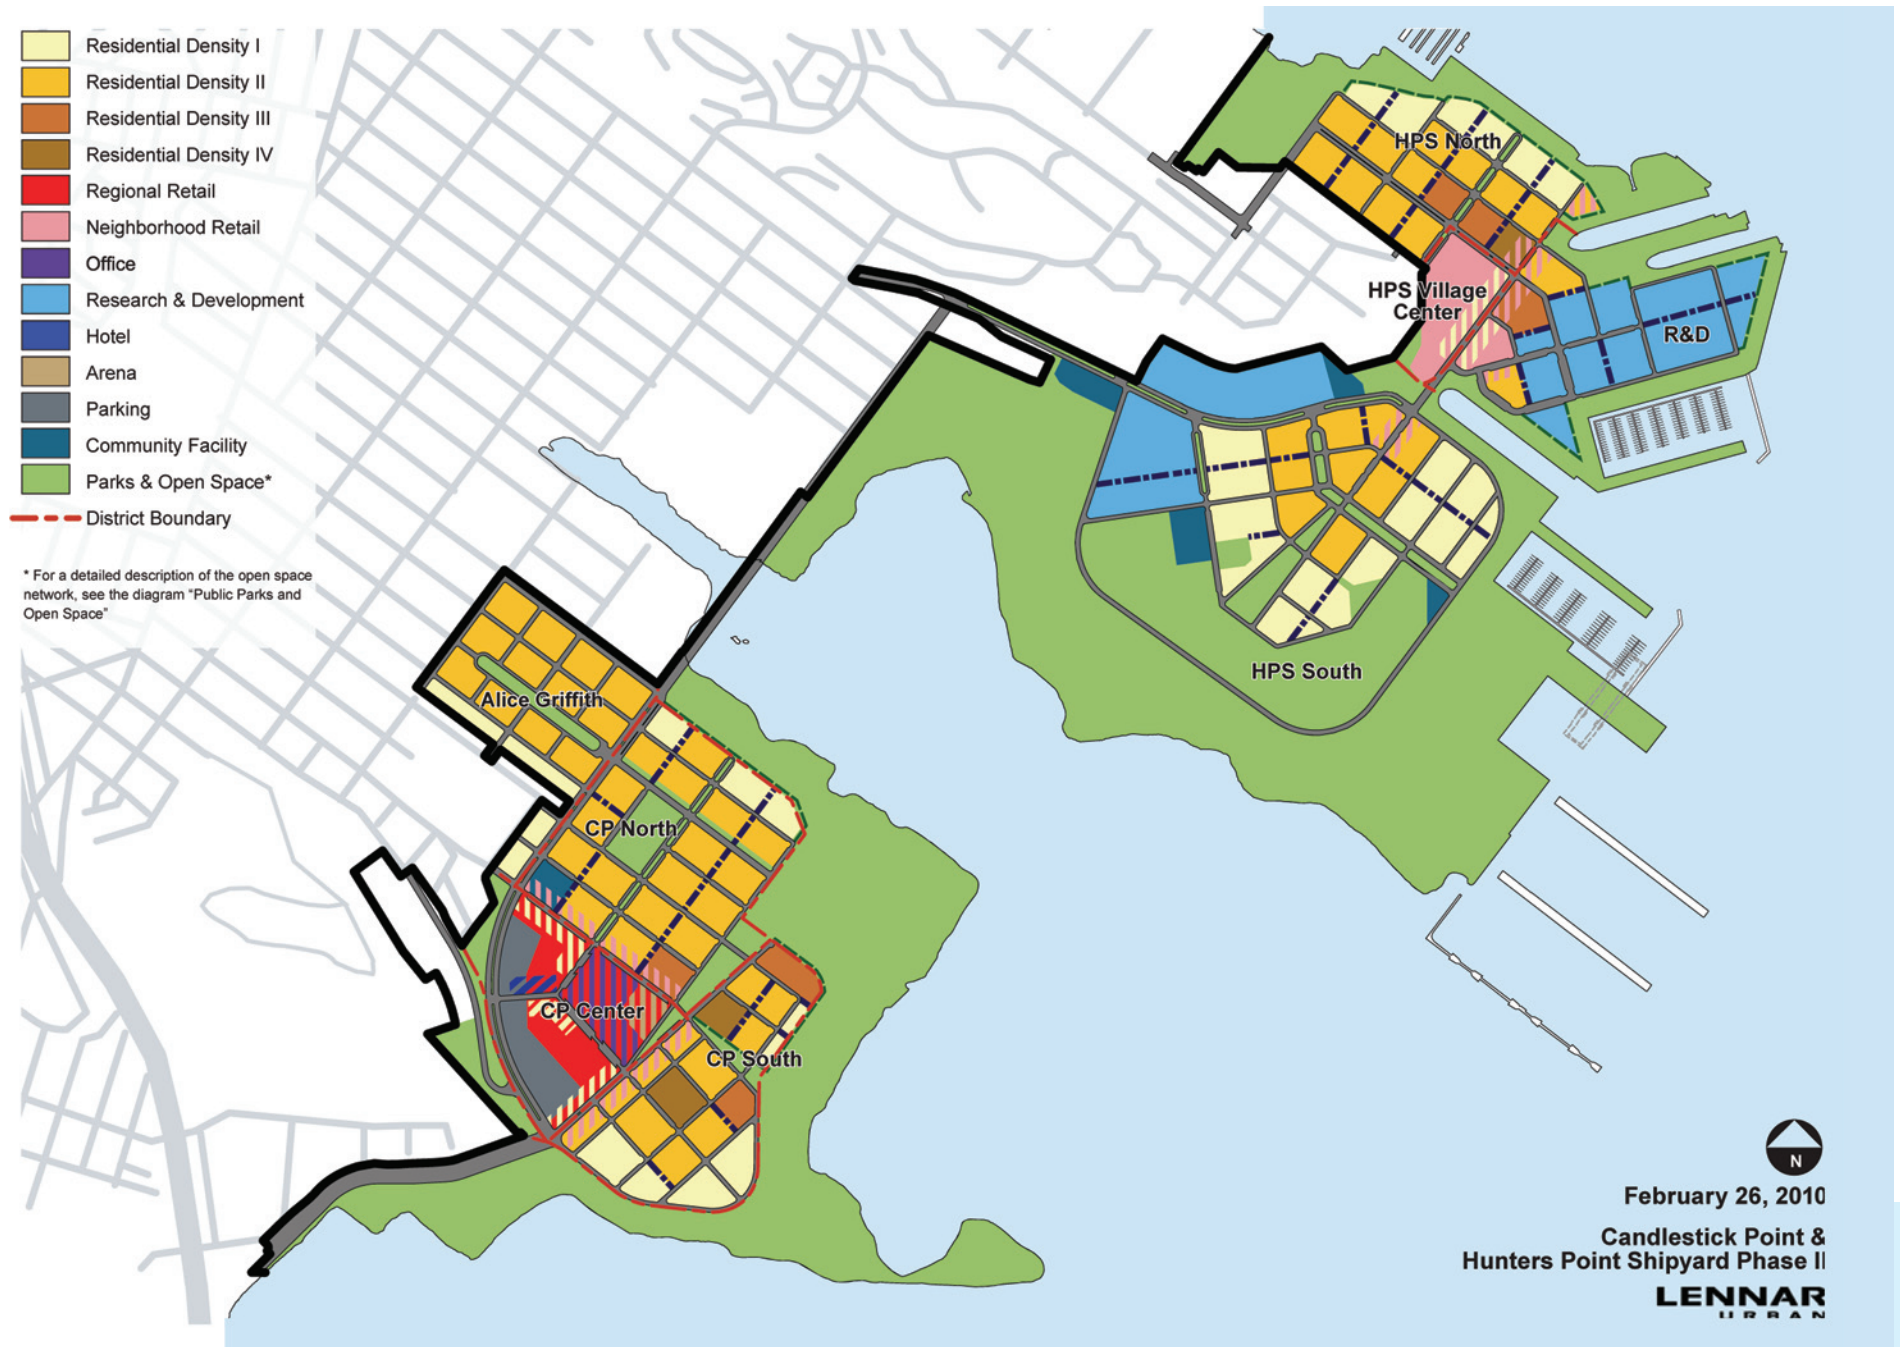 Residential Density I
Residential Density II
Residential Density III
Residential Density IV
Regional Retail
Neighborhood Retail
Office
Research & Development
Hotel
Arena
Parking
Community Facility
Parks & Open Space*
District Boundary
* For a detailed description of the open space
network, see the diagram “Public Parks and
Open Space”
HPS North
HPS Village
Center
R&D
HPS South
Alice Griffith
CP North
CP Center
CP South
N
February 26, 2010
Candlestick Point &
Hunters Point Shipyard Phase II
LENNAR
URBAN